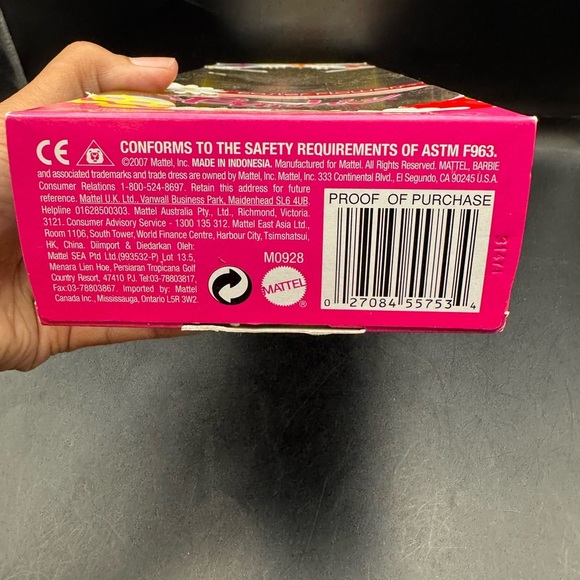 CE
CONFORMS TO THE SAFETY REQUIREMENTS OF ASTM F963.
©2007 Mattel, Inc. MADE IN INDONESIA. Manufactured for Mattel. All Rights Reserved. MATTEL, BARBIE
and associated trademarks and trade dress are owned by Mattel, Inc. Mattel, Inc. 333 Continental Blvd., El Segundo, CA 90245 U.S.A.
Consumer Relations 1-800-524-8697. Retain this address for future
reference. Mattel U.K. Ltd., Vanwall Business Park, Maidenhead SL6 4UB.
Helpline 01628500303. Mattel Australia Pty., Ltd., Richmond, Victoria.
3121. Consumer Advisory Service - 1300 135 312. Mattel East Asia Ltd.,
Room 1106, South Tower, World Finance Centre, Harbour City, Tsimshatsui,
HK, China. Diimport & Diedarkan Oleh:
Mattel SEA Ptd Ltd.(993532-P) Lot 13.5,
Menara Lien Hoe, Persiaran Tropicana Golf
Country Resort, 47410 PJ. Tel:03-78803817,
Fax:03-78803867. Imported by Mattel
Canada Inc., Mississauga, Ontario L5R 3W2.
M0928
MATTEL
®
PROOF OF PURCHASE
0 27084 55753 4